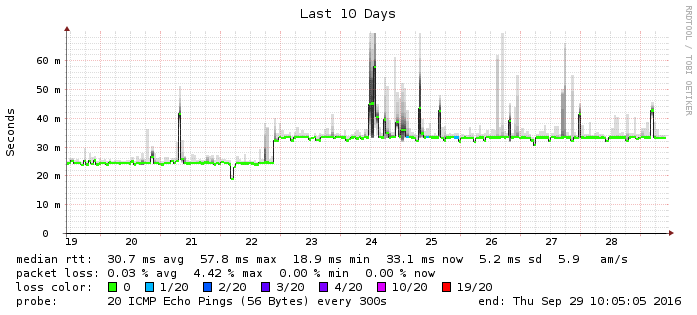 Last 10 Days
RRDTOOL / TOBI OETIKER
Seconds
60 m
50 m
40 m
30 m
20 m
10 m
0
19 20 21 22 23 24 25 26 27 28
median rtt: 30.7 ms avg 57.8 ms max 18.9 ms min 33.1 ms now 5.2 ms sd 5.9 am/s
packet loss: 0.03 % avg 4.42 % max 0.00 % min 0.00 % now
loss color: 0 1/20 2/20 3/20 4/20 10/20 19/20
probe: 20 ICMP Echo Pings (56 Bytes) every 300s end: Thu Sep 29 10:05:05 2016